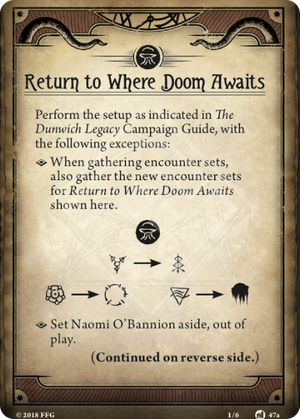 Return to Where Doom Awaits
Perform the setup as indicated in The
Dunwich Legacy Campaign Guide, with
the following exceptions:
When gathering encounter sets,
also gather the new encounter sets
for Return to Where Doom Awaits
shown here.
Set Naomi O'Bannion aside, out of
play.
(Continued on reverse side.)
© 2018 FFG
1/6
47a